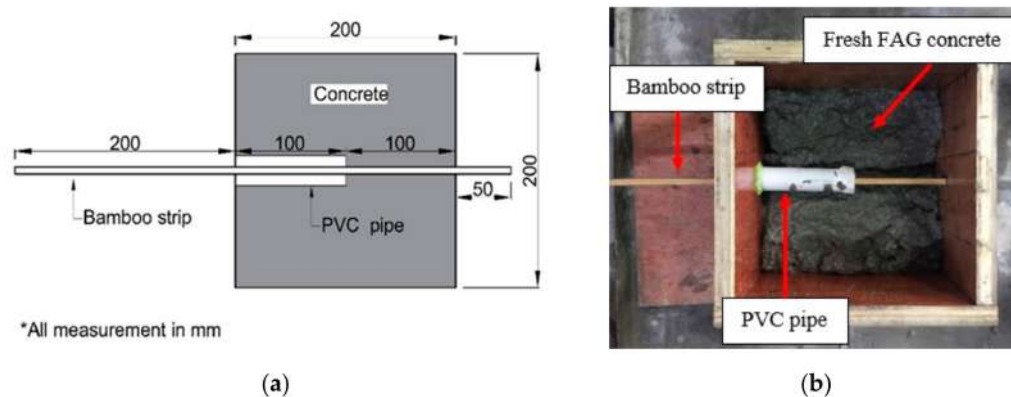 200
Concrete
200
100
100
200
50
Bamboo strip
PVC pipe
*All measurement in mm
(a)
Fresh FAG concrete
Bamboo strip
PVC pipe
(b)